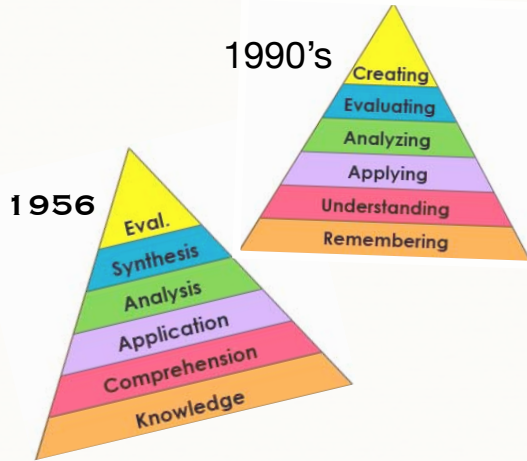 1990's
Creating
Evaluating
Analyzing
Applying
Understanding
Remembering
1956
Eval.
Synthesis
Analysis
Application
Comprehension
Knowledge